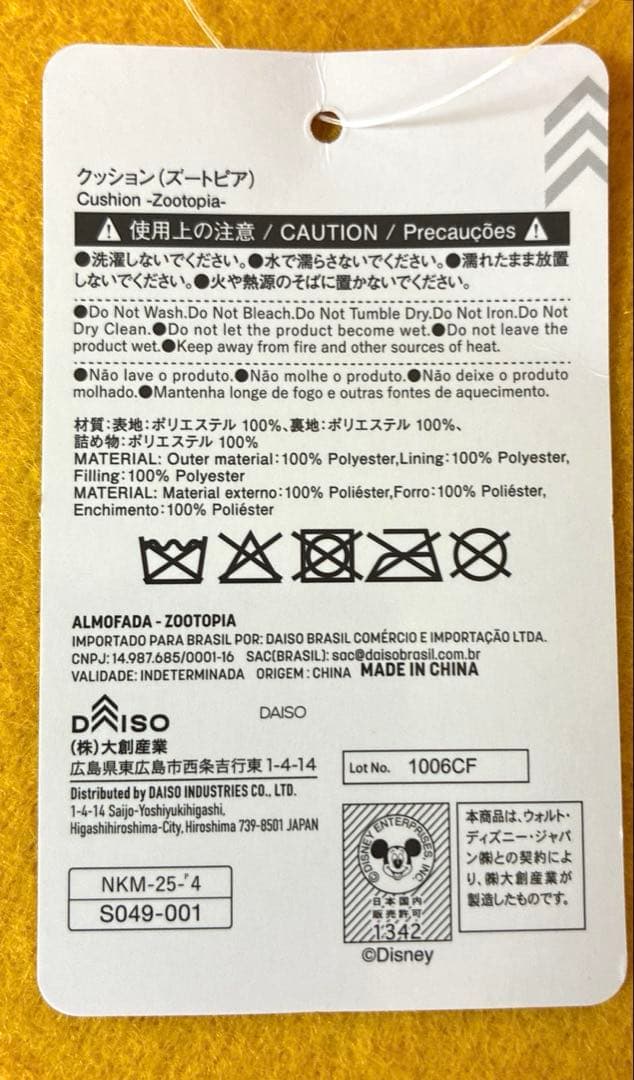 クッション(ズートピア)
Cushion -Zootopia-
使用上の注意 / CAUTION / Precauções
●洗濯しないでください。●水で濡らさないでください。●濡れたまま放置
しないでください。●火や熱源のそばに置かないでください。
●Do Not Wash.Do Not Bleach.Do Not Tumble Dry.Do Not Iron.Do Not
Dry Clean.●Do not let the product become wet.●Do not leave the
product wet.●Keep away from fire and other sources of heat.
●Não lave o produto.●Não molhe o produto.●Não deixe o produto
molhado.●Mantenha longe de fogo e outras fontes de aquecimento.
材質:表地:ポリエステル 100%、裏地:ポリエステル 100%、
詰め物:ポリエステル 100%
MATERIAL: Outer material:100% Polyester,Lining:100% Polyester,
Filling:100% Polyester
MATERIAL: Material externo:100% Poliéster,Forro:100% Poliéster,
Enchimento:100% Poliéster
ALMOFADA - ZOOTOPIA
IMPORTADO PARA BRASIL POR: DAISO BRASIL COMÉRCIO E IMPORTAÇÃO LTDA.
CNPJ: 14.987.685/0001-16 SAC(BRASIL): sac@daisobrasil.com.br
VALIDADE: INDETERMINADA ORIGEM : CHINA MADE IN CHINA
DAISO
DAISO
(株)大創産業
広島県東広島市西条吉行東1-4-14
Distributed by DAISO INDUSTRIES CO., LTD.
1-4-14 Saijo-Yoshiyukihigashi,
Higashihiroshima-City, Hiroshima 739-8501 JAPAN
Lot No. 1006CF
NKM-25-4
S049-001
©DISNEY ENTERPRISES, INC.
日本国内
販売許可
1342
©Disney
本商品は、ウォルト・
ディズニー・ジャパ
ン(株)との契約によ
り、(株)大創産業が
製造したものです。